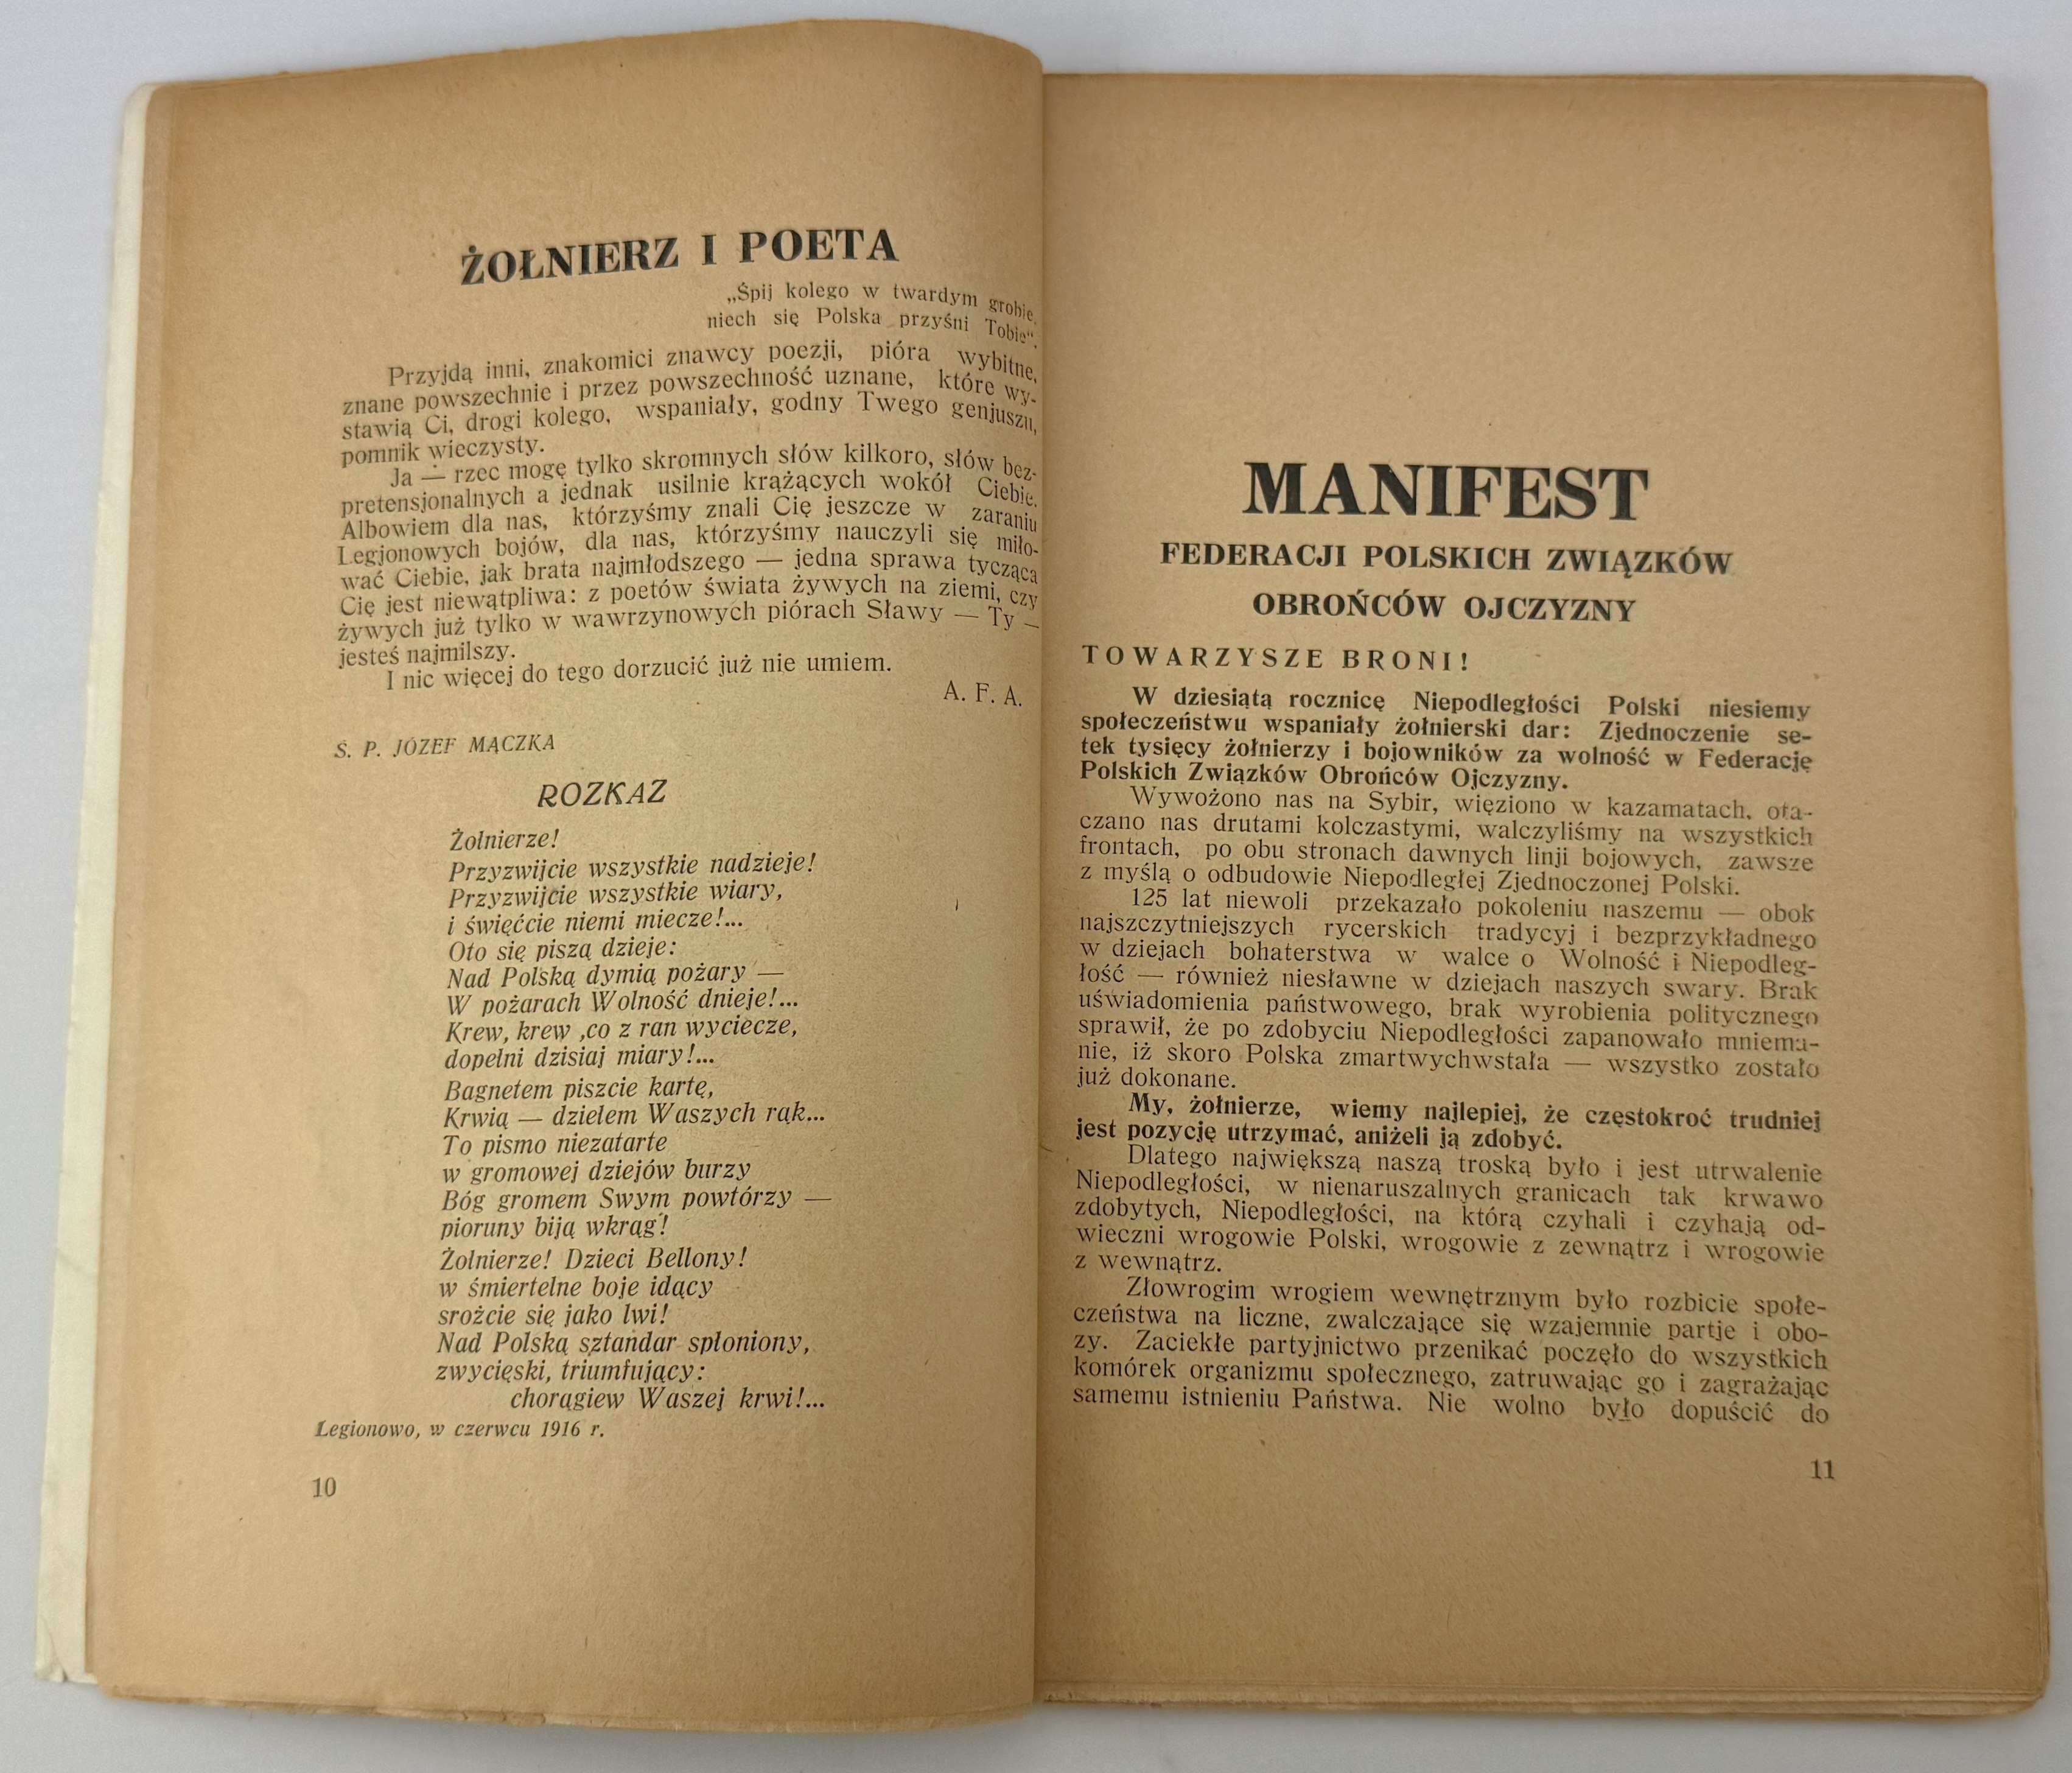 ŻOŁNIERZ I POETA
„Śpij kolego w twardym grobie,
niech się Polska przyśni Tobie“.
Przyjdą inni, znakomici znawcy poezji, pióra wybitne,
znane powszechnie i przez powszechność uznane, które wy-
stawią Ci, drogi kolego, wspaniały, godny Twego genjuszu,
pomnik wieczysty.
Ja — rzec mogę tylko skromnych słów kilkoro, słów bez-
pretensjonalnych a jednak usilnie krążących wokół Ciebie.
Albowiem dla nas, którzyśmy znali Cię jeszcze w zaraniu
Legjonowych bojów, dla nas, którzyśmy nauczyli się miło-
wać Ciebie, jak brata najmłodszego — jedna sprawa tycząca
Cię jest niewątpliwa: z poetów świata żywych na ziemi, czy
żywych już tylko w wawrzynowych piórach Sławy — Ty —
jesteś najmilszy.
I nic więcej do tego dorzucić już nie umiem.
A. F. A.
Ś. P. JÓZEF MĄCZKA
ROZKAZ
Żołnierze!
Przyzwijcie wszystkie nadzieje!
Przyzwijcie wszystkie wiary,
i święćcie niemi miecze!...
Oto się piszą dzieje:
Nad Polską dymią pożary —
W pożarach Wolność dnieje!...
Krew, krew ,co z ran wyciecze,
dopełni dzisiaj miary!...
Bagnetem piszcie kartę,
Krwią — dziełem Waszych rąk...
To pismo niezatarte
w gromowej dziejów burzy
Bóg gromem Swym powtórzy —
pioruny biją wkrąg!
Żołnierze! Dzieci Bellony!
w śmiertelne boje idący
srożcie się jako lwi!
Nad Polską sztandar spłoniony,
zwycięski, triumfujący:
chorągiew Waszej krwi!...
Legionowo, w czerwcu 1916 r.
10
MANIFEST
FEDERACJI POLSKICH ZWIĄZKÓW
OBROŃCÓW OJCZYZNY
TOWARZYSZE BRONI!
W dziesiątą rocznicę Niepodległości Polski niesiemy
społeczeństwu wspaniały żołnierski dar: Zjednoczenie se-
tek tysięcy żołnierzy i bojowników za wolność w Federację
Polskich Związków Obrońców Ojczyzny.
Wywożono nas na Sybir, więziono w kazamatach, ota-
czano nas drutami kolczastymi, walczyliśmy na wszystkich
frontach, po obu stronach dawnych linji bojowych, zawsze
z myślą o odbudowie Niepodległej Zjednoczonej Polski.
125 lat niewoli przekazało pokoleniu naszemu — obok
najszczytniejszych rycerskich tradycyj i bezprzykładnego
w dziejach bohaterstwa w walce o Wolność i Niepodleg-
łość — również niesławne w dziejach naszych swary. Brak
uświadomienia państwowego, brak wyrobienia politycznego
sprawił, że po zdobyciu Niepodległości zapanowało mniema-
nie, iż skoro Polska zmartwychwstała — wszystko zostało
już dokonane.
My, żołnierze, wiemy najlepiej, że częstokroć trudniej
jest pozycję utrzymać, aniżeli ją zdobyć.
Dlatego największą naszą troską było i jest utrwalenie
Niepodległości, w nienaruszalnych granicach tak krwawo
zdobytych, Niepodległości, na którą czyhali i czyhają od-
wieczni wrogowie Polski, wrogowie z zewnątrz i wrogowie
z wewnątrz.
Złowrogim wrogiem wewnętrznym było rozbicie społe-
czeństwa na liczne, zwalczające się wzajemnie partje i obo-
zy. Zaciekłe partyjnictwo przenikać poczęło do wszystkich
komórek organizmu społecznego, zatruwając go i zagrażając
samemu istnieniu Państwa. Nie wolno było dopuścić do
11